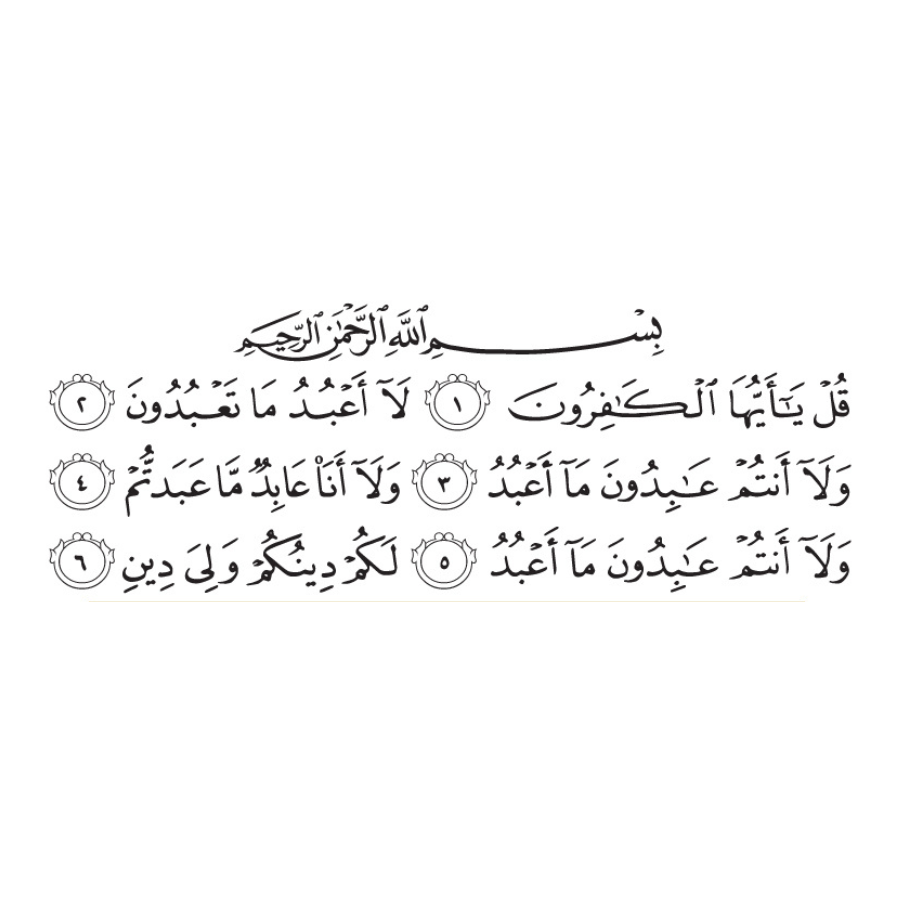 بِسْمِ ٱللَّهِ ٱلرَّحْمَٰنِ ٱلرَّحِيمِ
قُلْ يَٰٓأَيُّهَا ٱلْكَٰفِرُونَ ١ لَآ أَعْبُدُ مَا تَعْبُدُونَ ٢
وَلَآ أَنتُمْ عَٰبِدُونَ مَآ أَعْبُدُ ٣ وَلَآ أَنَا۠ عَابِدٌ مَّا عَبَدتُّمْ ٤
وَلَآ أَنتُمْ عَٰبِدُونَ مَآ أَعْبُدُ ٥ لَكُمْ دِينُكُمْ وَلِىَ دِينِ ٦